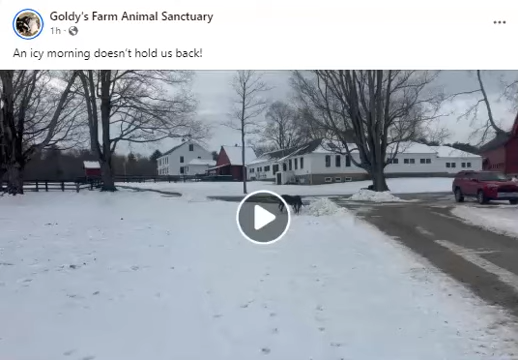 Goldy's Farm Animal Sanctuary
1h ·
An icy morning doesn't hold us back!